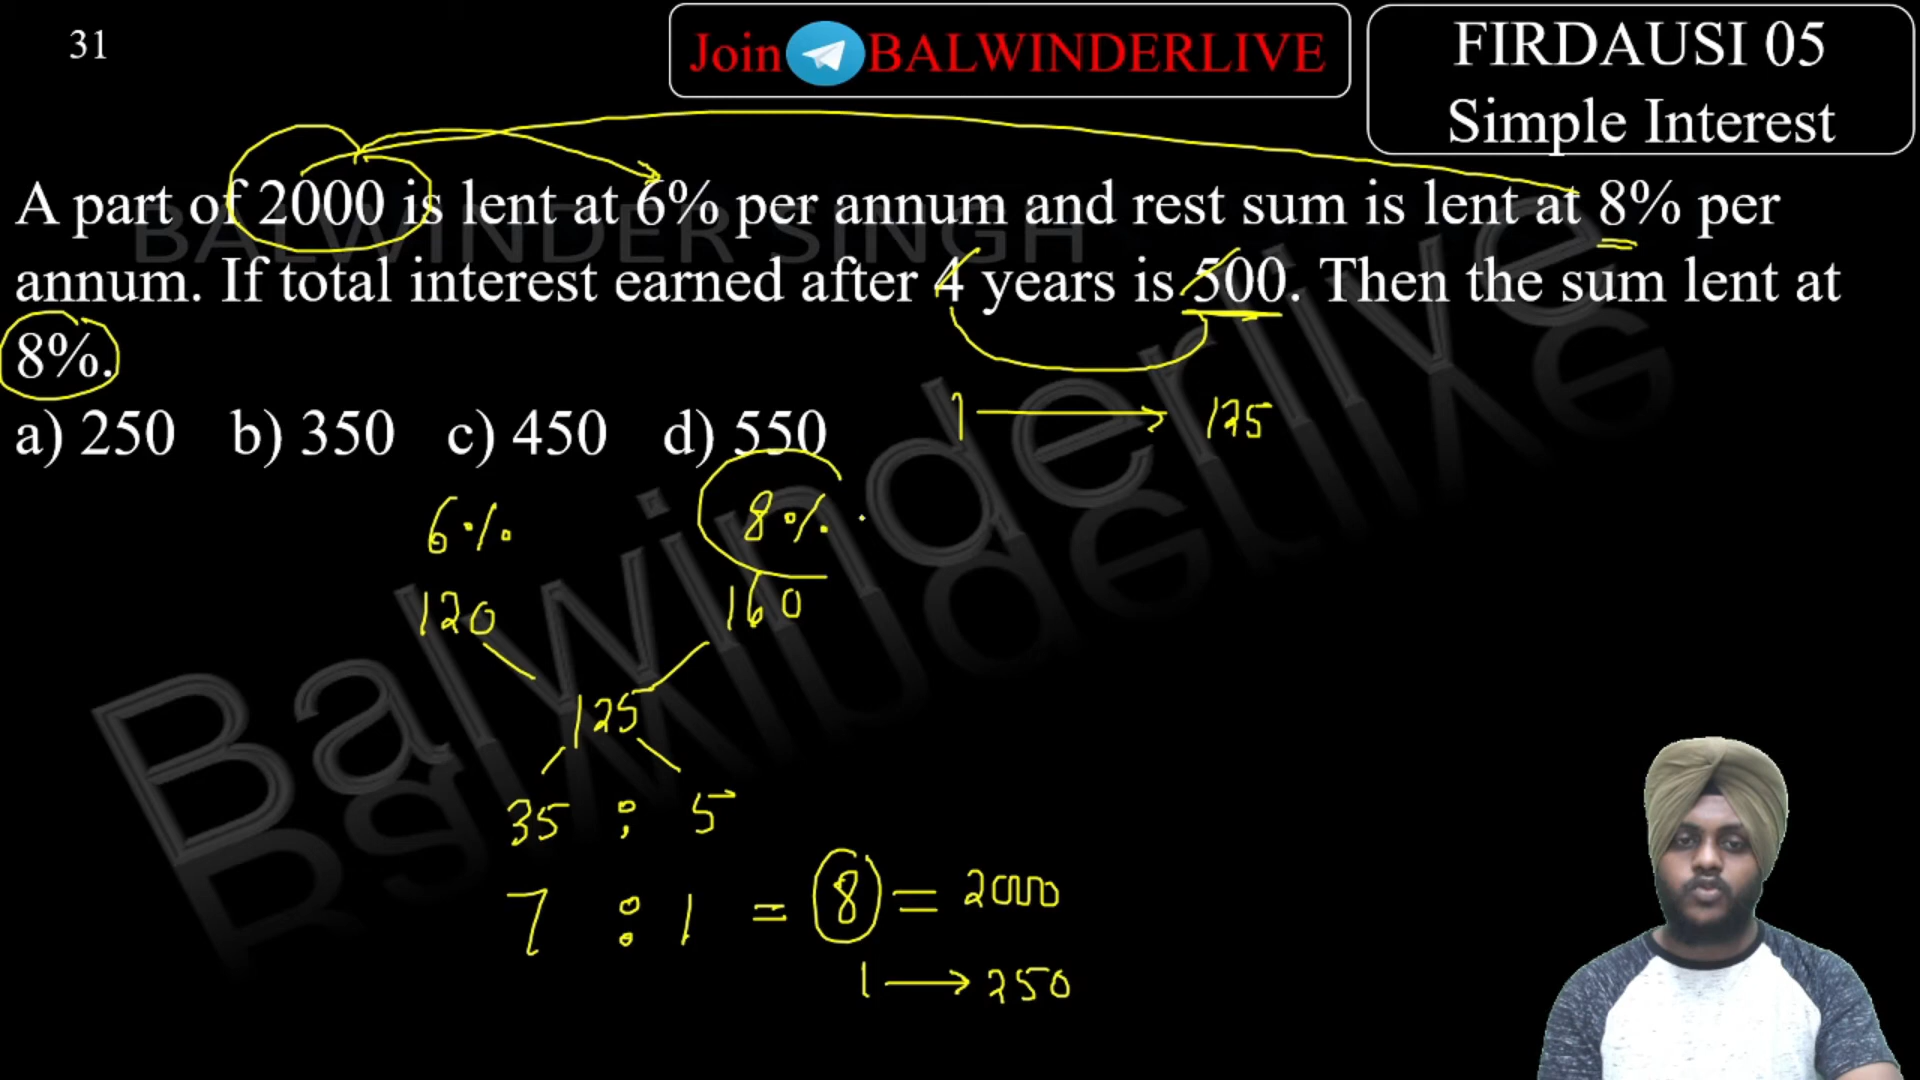 31
Join BALWINDERLIVE
FIRDAUSI 05
Simple Interest
A part of 2000 is lent at 6% per annum and rest sum is lent at 8% per
annum. If total interest earned after 4 years is 500. Then the sum lent at
8%.
a) 250 b) 350 c) 450 d) 550
1 → 125
6% 8%
120 160
125
35 : 5
7 : 1 = 8 = 2000
1 → 250
BALWINDER SINGH
Balwinderlive